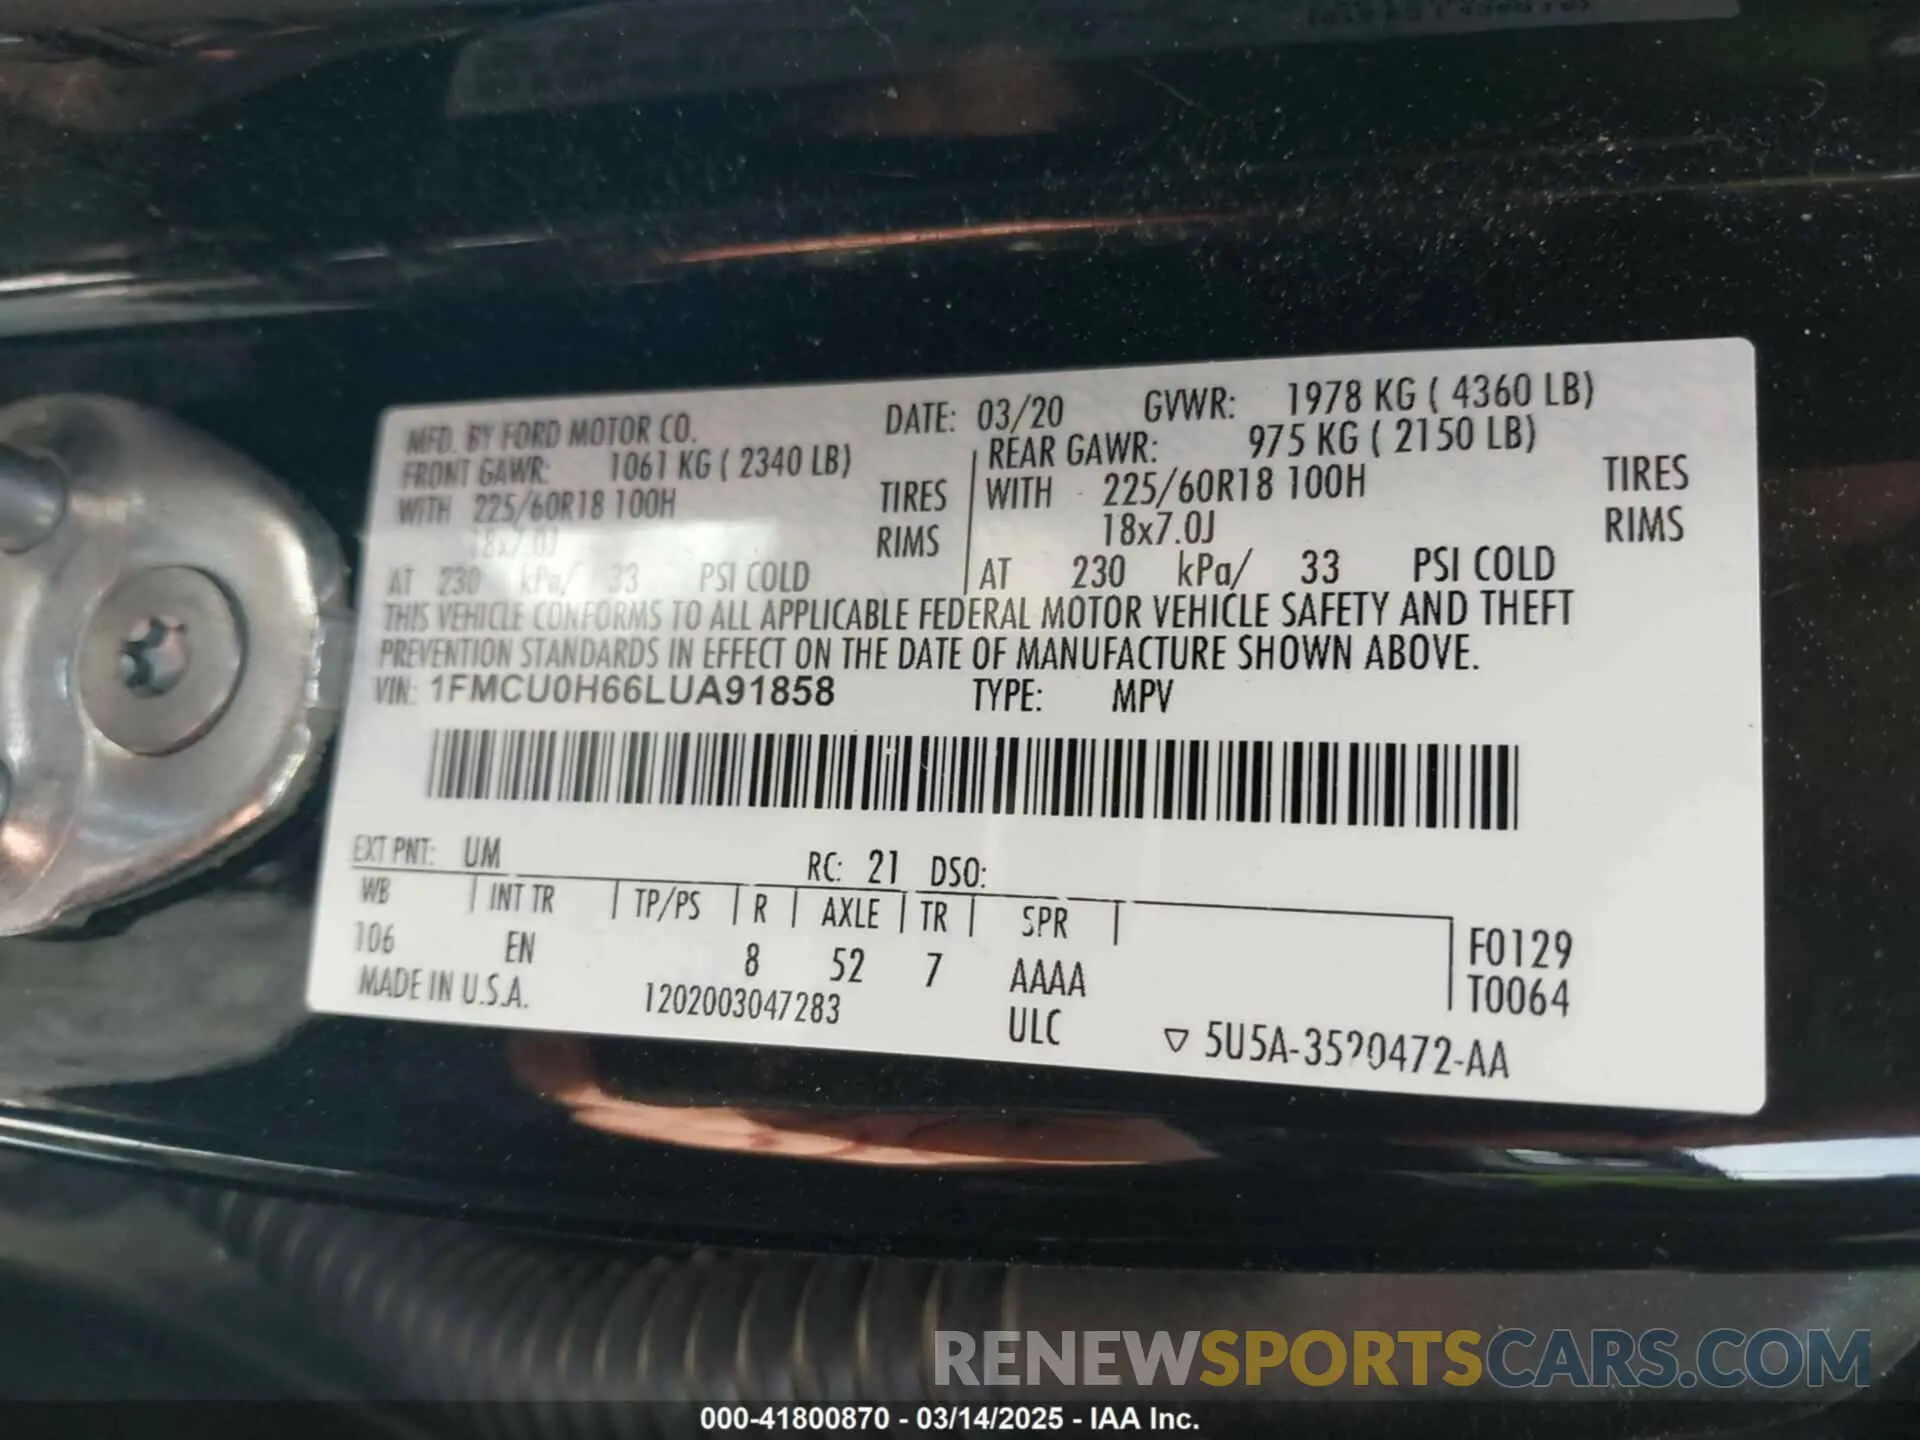 MFD. BY FORD MOTOR CO. DATE: 03/20 GVWR: 1978 KG ( 4360 LB)
FRONT GAWR: 1061 KG ( 2340 LB) REAR GAWR: 975 KG ( 2150 LB)
WITH 225/60R18 100H TIRES WITH 225/60R18 100H TIRES
18x7.0J RIMS 18x7.0J RIMS
AT 230 kPa/ 33 PSI COLD AT 230 kPa/ 33 PSI COLD
THIS VEHICLE CONFORMS TO ALL APPLICABLE FEDERAL MOTOR VEHICLE SAFETY AND THEFT
PREVENTION STANDARDS IN EFFECT ON THE DATE OF MANUFACTURE SHOWN ABOVE.
VIN: 1FMCU0H66LUA91858 TYPE: MPV
EXT PNT: UM RC: 21 DSO:
WB INT TR TP/PS R AXLE TR SPR
106 EN 8 52 7 AAAA F0129
T0064
MADE IN U.S.A. 1202003047283 ULC
RENEWSPORTSCARS.COM
000-41800870 - 03/14/2025 - IAA Inc.